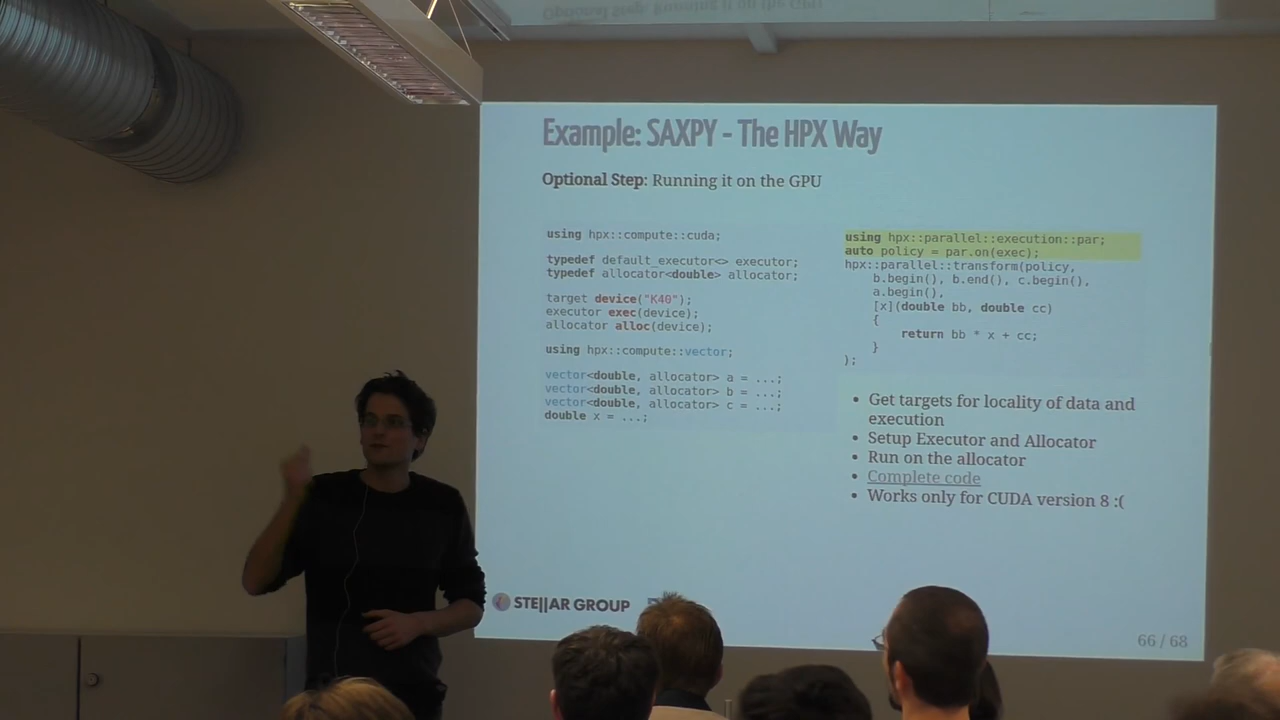 Example: SAXPY - The HPX Way
Optional Step: Running it on the GPU
using hpx::compute::cuda;
typedef default_executor<> executor;
typedef allocator<double> allocator;
target device("K40");
executor exec(device);
allocator alloc(device);
using hpx::compute::vector;
vector<double, allocator> a = ...;
vector<double, allocator> b = ...;
vector<double, allocator> c = ...;
double x = ...;
using hpx::parallel::execution::par;
auto policy = par.on(exec);
hpx::parallel::transform(policy,
b.begin(), b.end(), c.begin(),
a.begin(),
[x](double bb, double cc)
{
return bb * x + cc;
}
);
• Get targets for locality of data and
execution
• Setup Executor and Allocator
• Run on the allocator
• Complete code
• Works only for CUDA version 8 :(
STE||AR GROUP
66 / 68